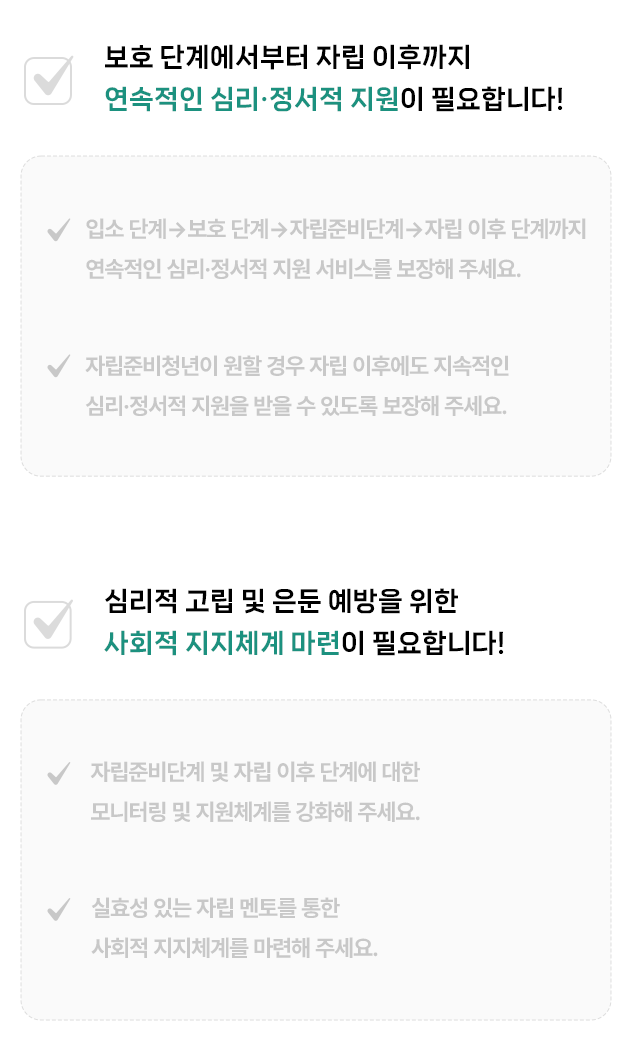 보호 단계에서부터 자립 이후까지
연속적인 심리·정서적 지원이 필요합니다!
입소 단계→보호 단계→자립준비단계→자립 이후 단계까지
연속적인 심리·정서적 지원 서비스를 보장해 주세요.
자립준비청년이 원할 경우 자립 이후에도 지속적인
심리·정서적 지원을 받을 수 있도록 보장해 주세요.
심리적 고립 및 은둔 예방을 위한
사회적 지지체계 마련이 필요합니다!
자립준비단계 및 자립 이후 단계에 대한
모니터링 및 지원체계를 강화해 주세요.
실효성 있는 자립 멘토를 통한
사회적 지지체계를 마련해 주세요.